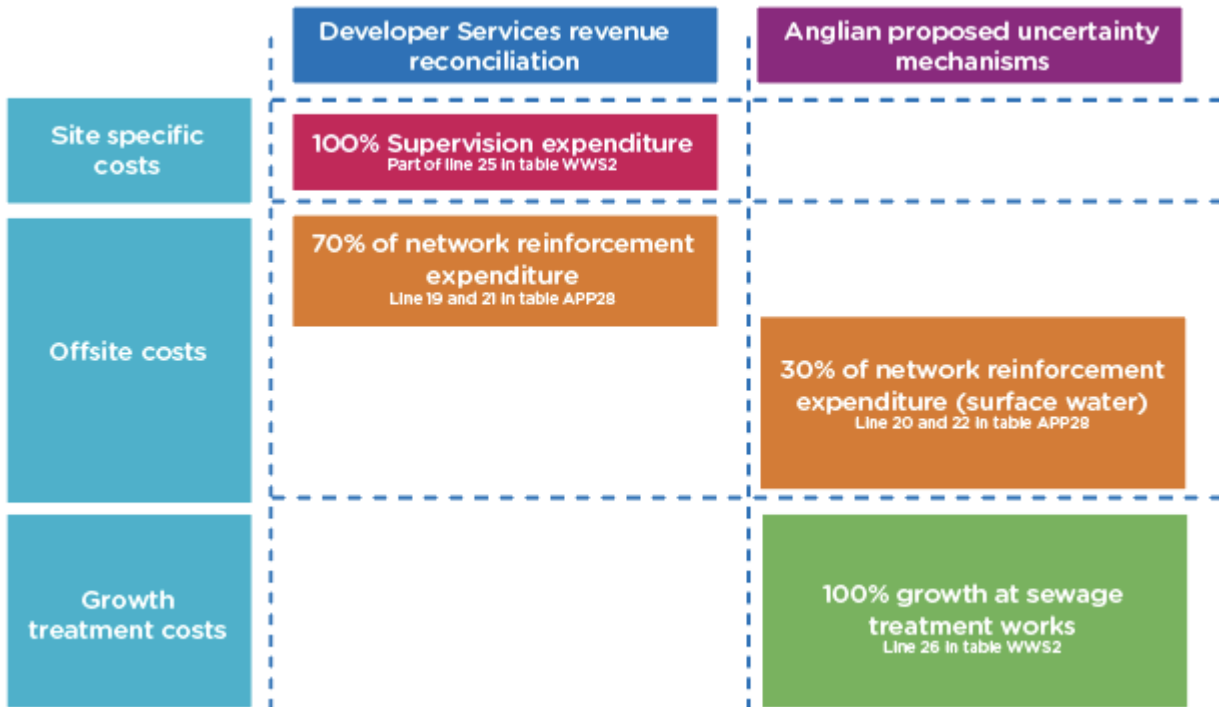 Developer Services revenue
reconciliation
Anglian proposed uncertainty
mechanisms
Site specific
costs
100% Supervision expenditure
Part of line 25 in table WWS2
Offsite costs
70% of network reinforcement
expenditure
Line 19 and 21 in table APP28
30% of network reinforcement
expenditure (surface water)
Line 20 and 22 in table APP28
Growth
treatment costs
100% growth at sewage
treatment works
Line 26 in table WWS2